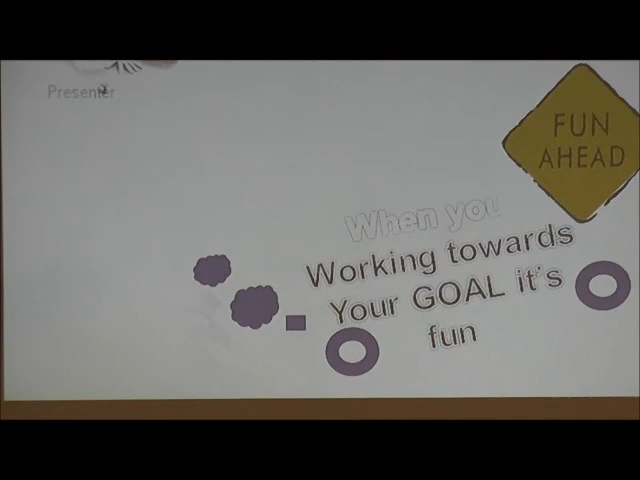 Presenter
FUN
AHEAD
When you
Working towards
Your GOAL it's
fun